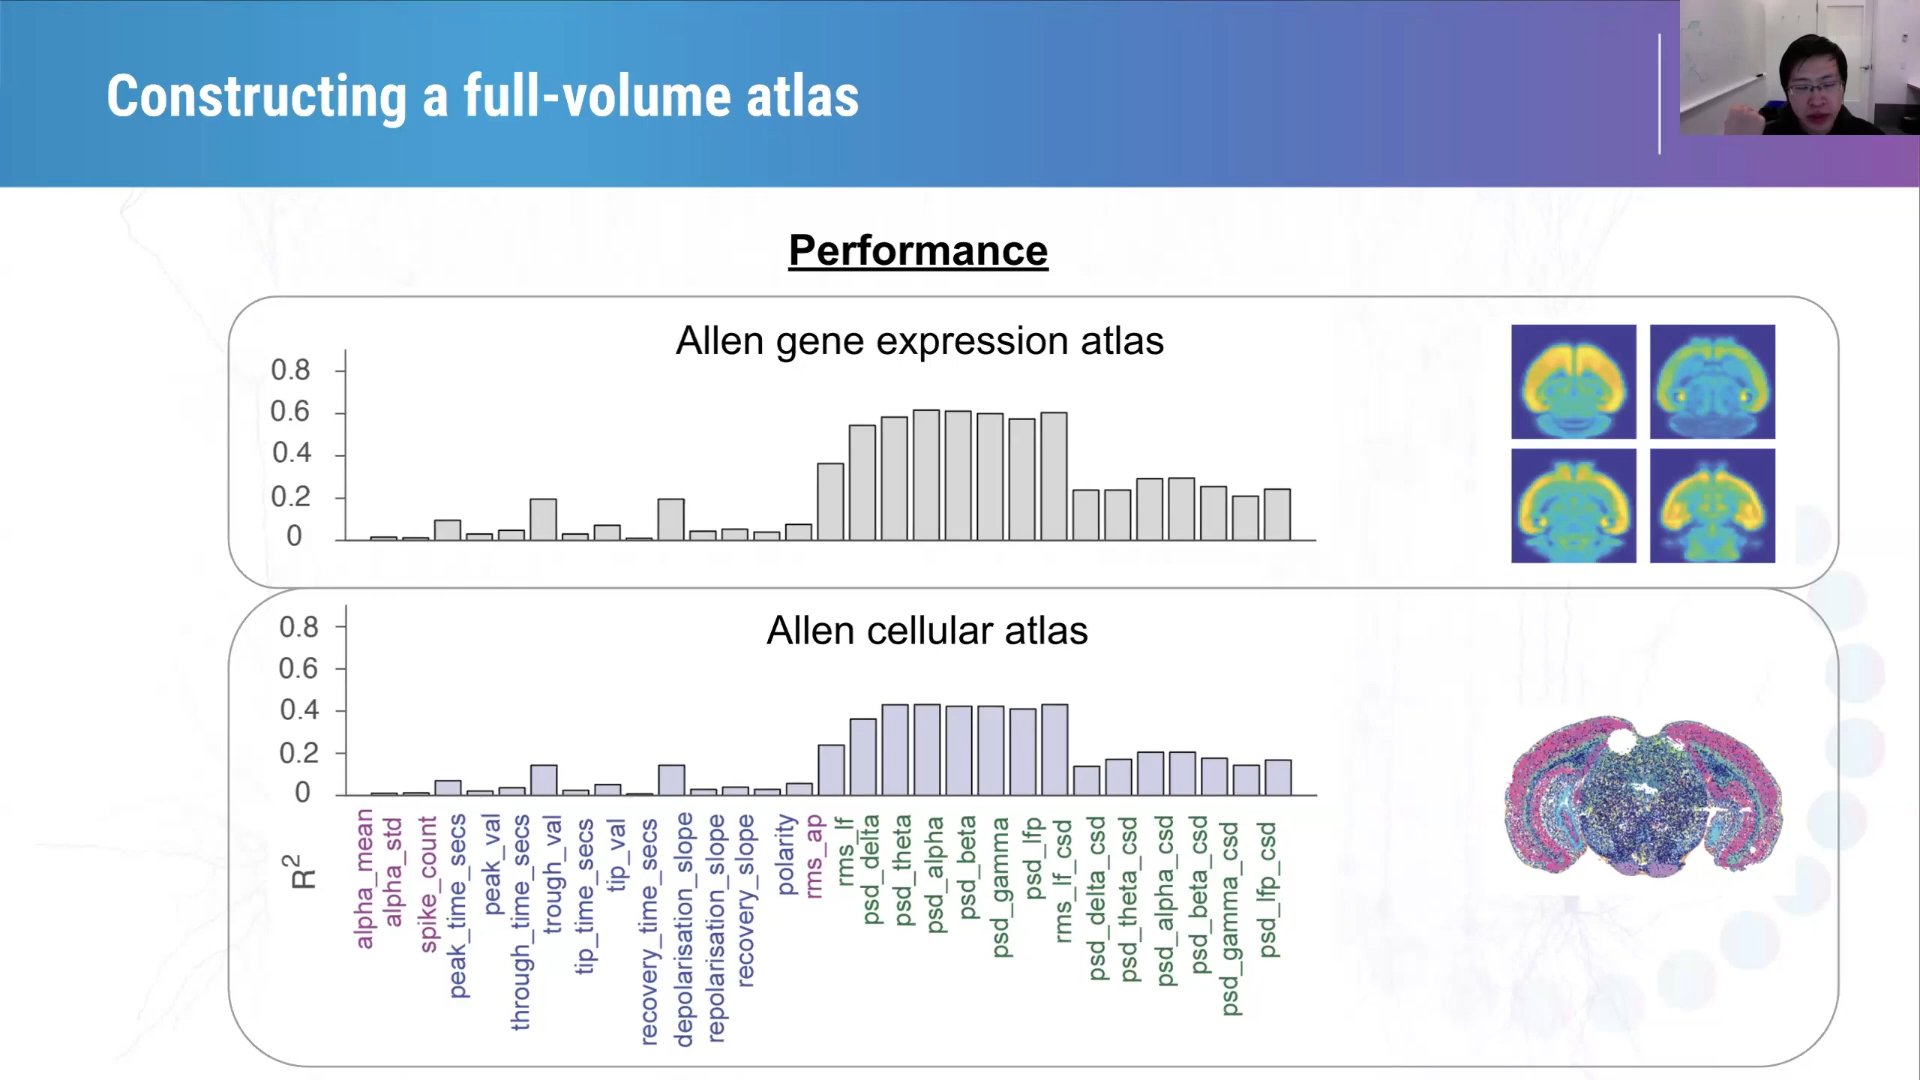 Constructing a full-volume atlas
Performance
Allen gene expression atlas
0.8
0.6
0.4
0.2
0
Allen cellular atlas
0.8
0.6
0.4
0.2
0
R²
alpha_mean
alpha_std
spike_count
peak_time_secs
peak_val
through_time_secs
trough_val
tip_time_secs
tip_val
recovery_time_secs
depolarisation_slope
repolarisation_slope
recovery_slope
polarity
rms_ap
rms_lf
psd_delta
psd_theta
psd_alpha
psd_beta
psd_gamma
psd_lfp
rms_lf_csd
psd_delta_csd
psd_theta_csd
psd_alpha_csd
psd_beta_csd
psd_gamma_csd
psd_lfp_csd